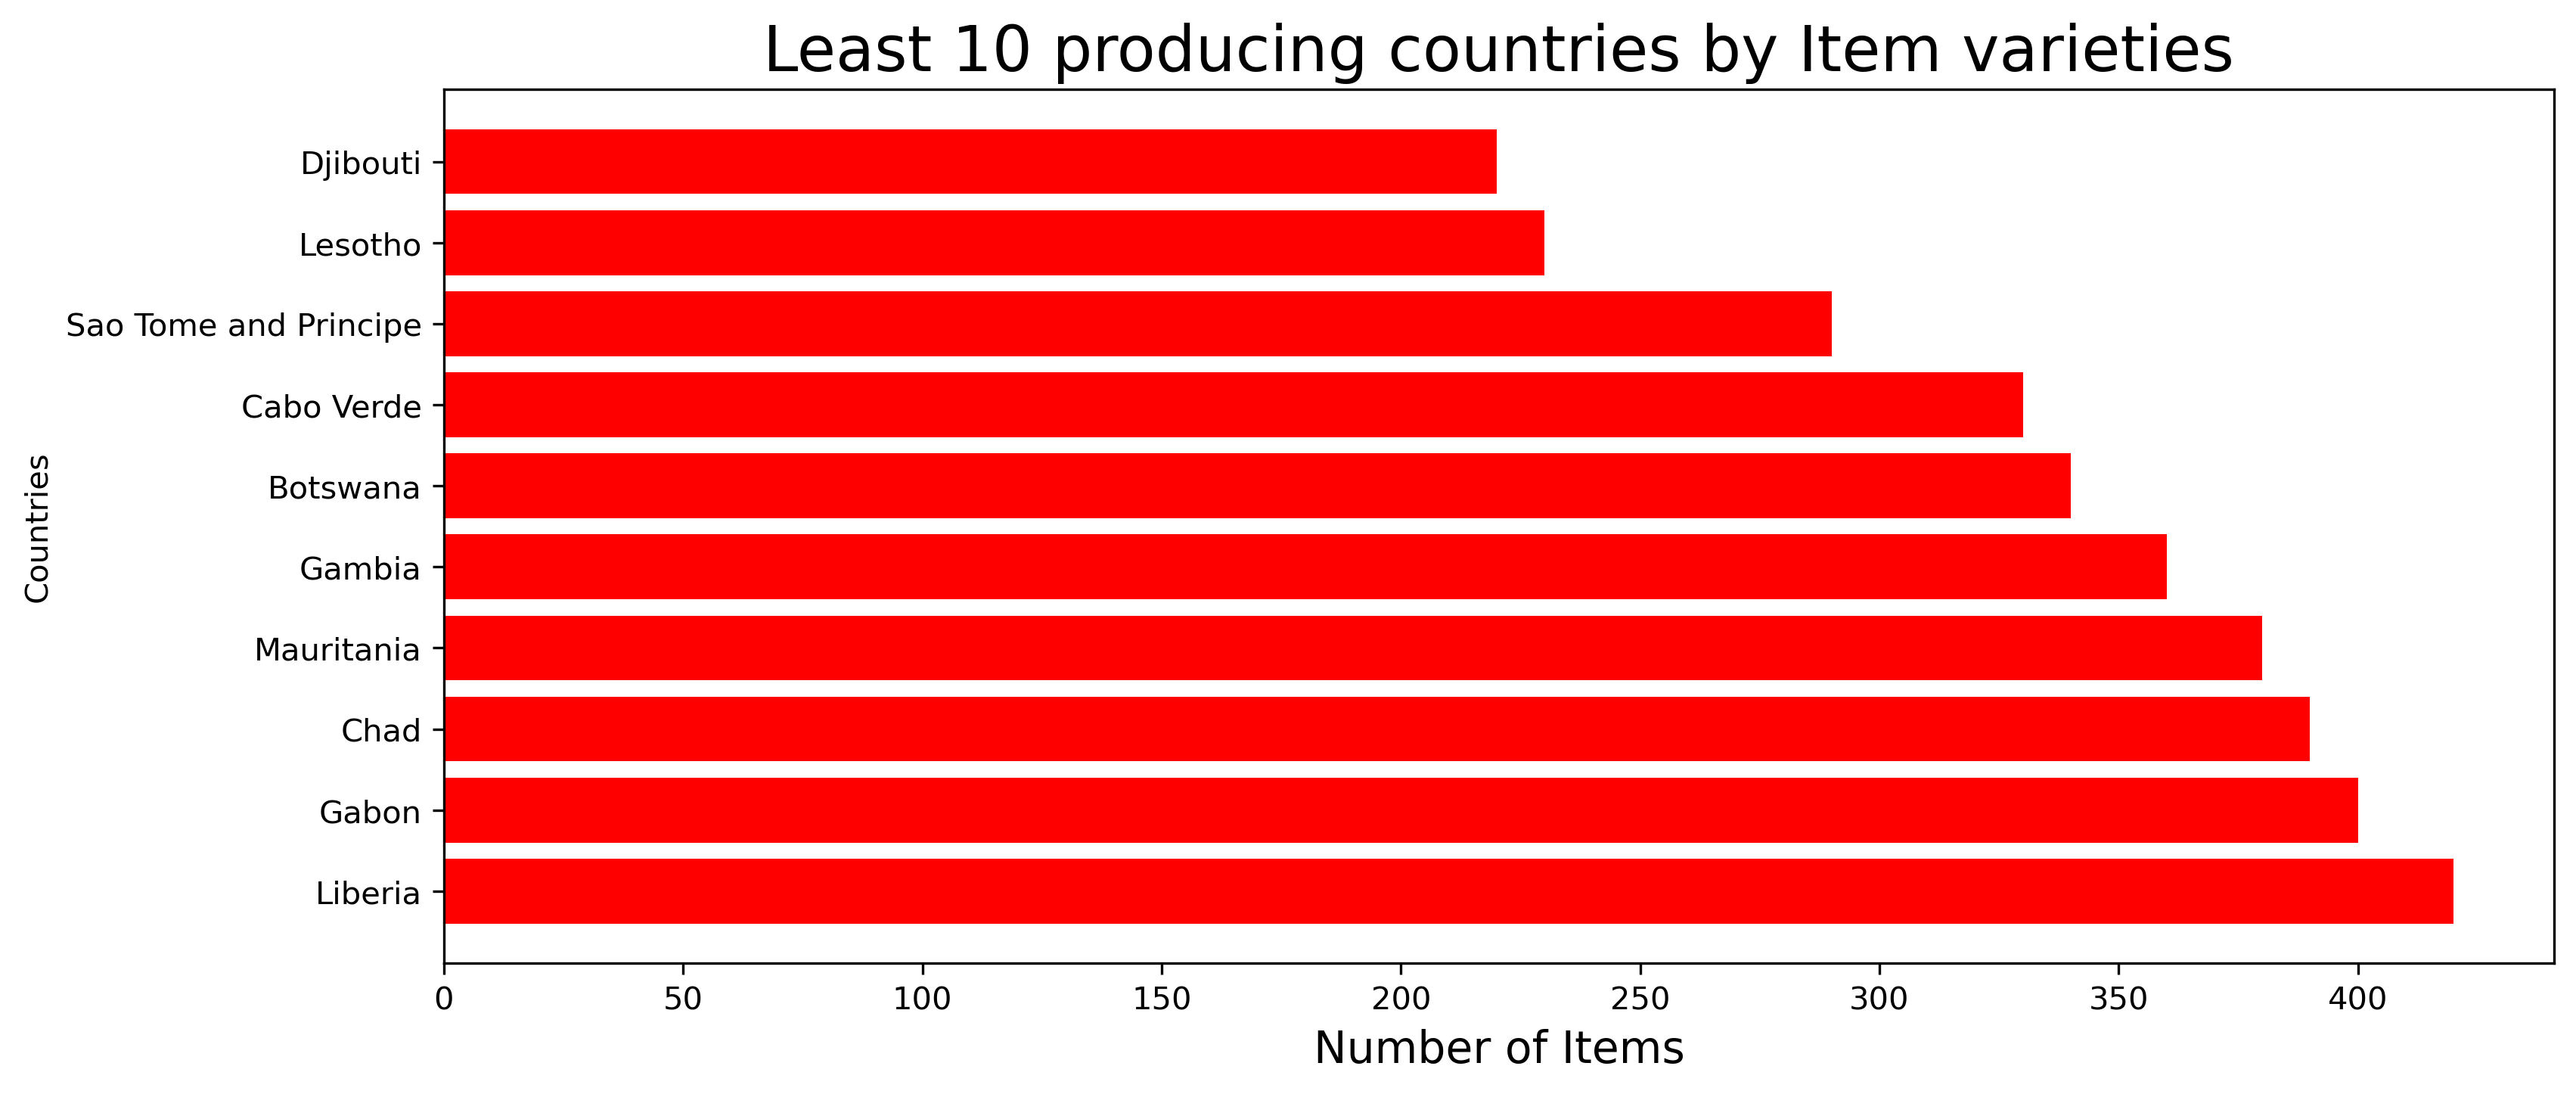 Least 10 producing countries by Item varieties
Djibouti
Lesotho
Sao Tome and Principe
Cabo Verde
Botswana
Gambia
Mauritania
Chad
Gabon
Liberia
Countries
0 50 100 150 200 250 300 350 400
Number of Items